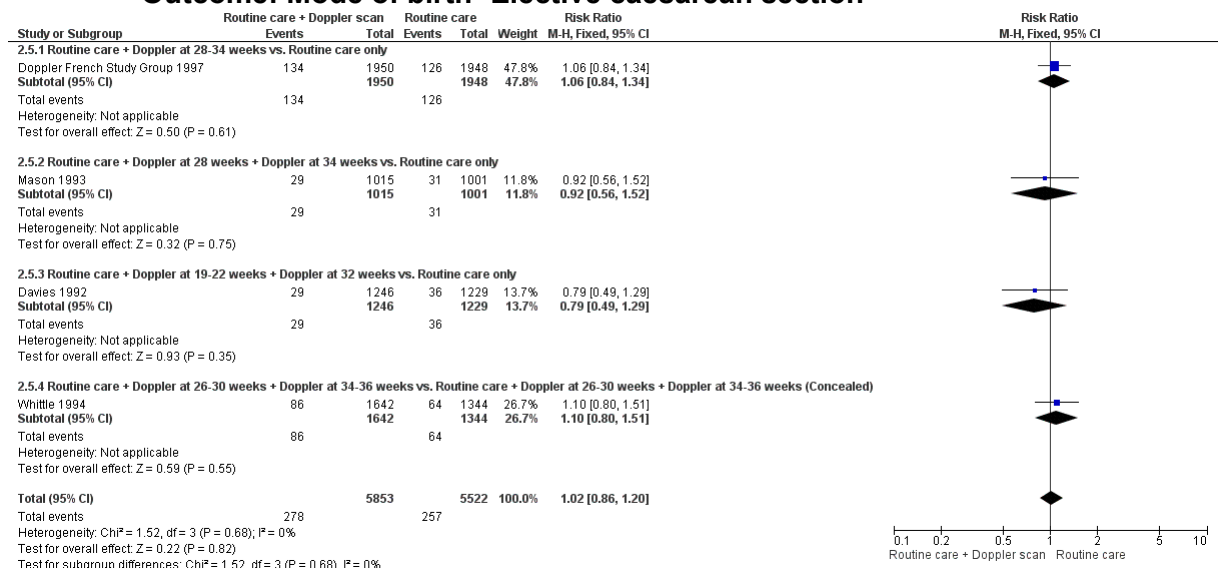 Outcome: Mode of birth- Elective caesarean section
Routine care + Doppler scan Routine care Risk Ratio Risk Ratio
Study or Subgroup Events Total Events Total Weight M-H, Fixed, 95% CI M-H, Fixed, 95% CI
2.5.1 Routine care + Doppler at 28-34 weeks vs. Routine care only
Doppler French Study Group 1997 134 1950 126 1948 47.8% 1.06 [0.84, 1.34]
Subtotal (95% CI) 1950 1948 47.8% 1.06 [0.84, 1.34]
Total events 134 126
Heterogeneity: Not applicable
Test for overall effect: Z = 0.50 (P = 0.61)
2.5.2 Routine care + Doppler at 28 weeks + Doppler at 34 weeks vs. Routine care only
Mason 1993 29 1015 31 1001 11.8% 0.92 [0.56, 1.52]
Subtotal (95% CI) 1015 1001 11.8% 0.92 [0.56, 1.52]
Total events 29 31
Heterogeneity: Not applicable
Test for overall effect: Z = 0.32 (P = 0.75)
2.5.3 Routine care + Doppler at 19-22 weeks + Doppler at 32 weeks vs. Routine care only
Davies 1992 29 1246 36 1229 13.7% 0.79 [0.49, 1.29]
Subtotal (95% CI) 1246 1229 13.7% 0.79 [0.49, 1.29]
Total events 29 36
Heterogeneity: Not applicable
Test for overall effect: Z = 0.93 (P = 0.35)
2.5.4 Routine care + Doppler at 26-30 weeks + Doppler at 34-36 weeks vs. Routine care + Doppler at 26-30 weeks + Doppler at 34-36 weeks (Concealed)
Whittle 1994 86 1642 64 1344 26.7% 1.10 [0.80, 1.51]
Subtotal (95% CI) 1642 1344 26.7% 1.10 [0.80, 1.51]
Total events 86 64
Heterogeneity: Not applicable
Test for overall effect: Z = 0.59 (P = 0.55)
Total (95% CI) 5853 5522 100.0% 1.02 [0.86, 1.20]
Total events 278 257
Heterogeneity: Chi² = 1.52, df = 3 (P = 0.68); I² = 0%
Test for overall effect: Z = 0.22 (P = 0.82)
Test for subgroup differences: Chi² = 1.52, df = 3 (P = 0.68), I² = 0%
0.1 0.2 0.5 1 2 5 10
Routine care + Doppler scan Routine care